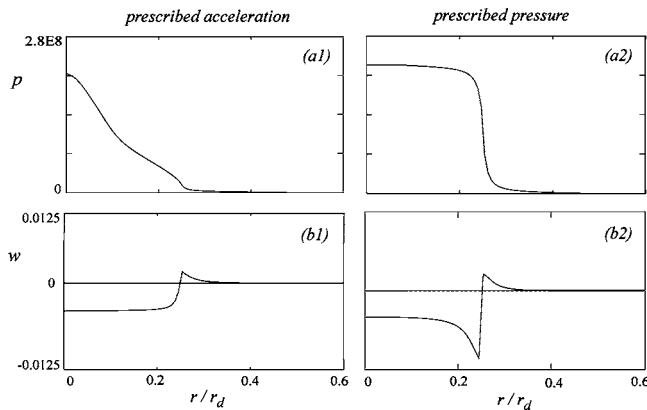 prescribed acceleration
prescribed pressure
2.8E8
(a1)
(a2)
p
0
0.0125
(b1)
(b2)
w
0
-0.0125
0 0.2 0.4 0.6
0 0.2 0.4 0.6
r / r_d
r / r_d